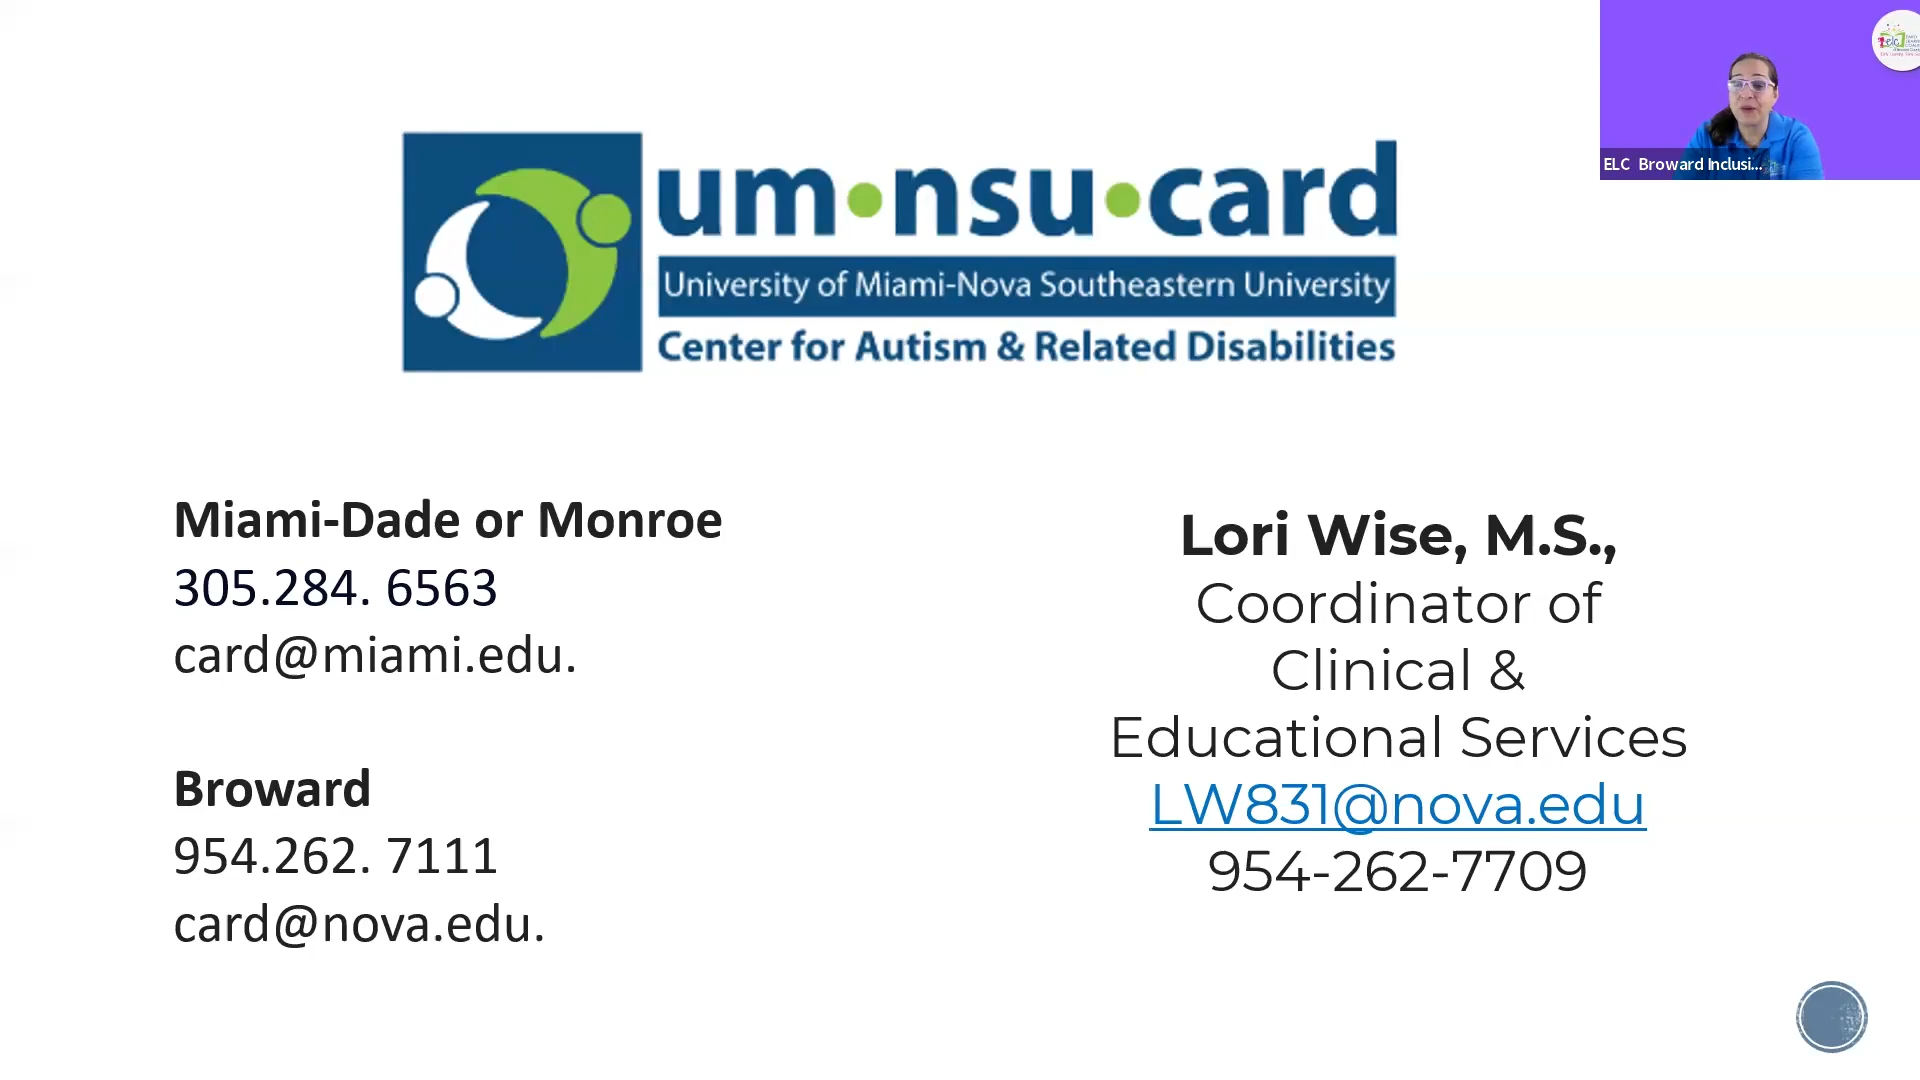 um•nsu•card
University of Miami-Nova Southeastern University
Center for Autism & Related Disabilities
ELC Broward Inclusi...
Miami-Dade or Monroe
305.284. 6563
card@miami.edu.
Broward
954.262. 7111
card@nova.edu.
Lori Wise, M.S.,
Coordinator of
Clinical &
Educational Services
LW831@nova.edu
954-262-7709